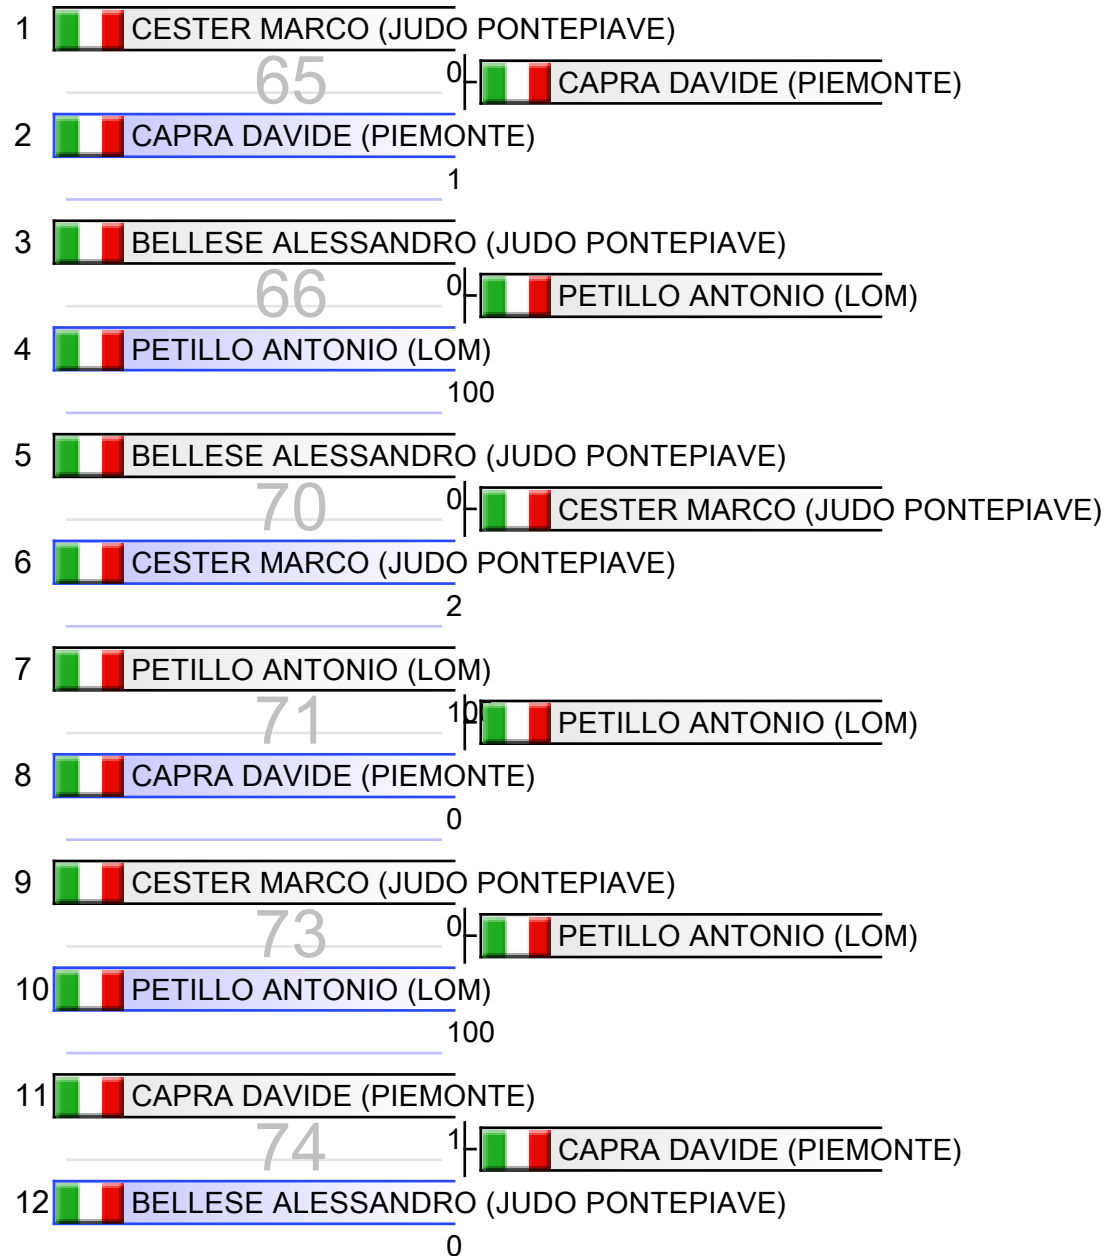 1 CESTER MARCO (JUDO PONTEPIAVE)
65 0 CAPRA DAVIDE (PIEMONTE)
2 CAPRA DAVIDE (PIEMONTE)
1
3 BELLESE ALESSANDRO (JUDO PONTEPIAVE)
66 0 PETILLO ANTONIO (LOM)
4 PETILLO ANTONIO (LOM)
100
5 BELLESE ALESSANDRO (JUDO PONTEPIAVE)
70 0 CESTER MARCO (JUDO PONTEPIAVE)
6 CESTER MARCO (JUDO PONTEPIAVE)
2
7 PETILLO ANTONIO (LOM)
71 PETILLO ANTONIO (LOM)
8 CAPRA DAVIDE (PIEMONTE)
0
9 CESTER MARCO (JUDO PONTEPIAVE)
73 0 PETILLO ANTONIO (LOM)
10 PETILLO ANTONIO (LOM)
100
11 CAPRA DAVIDE (PIEMONTE)
74 1 CAPRA DAVIDE (PIEMONTE)
12 BELLESE ALESSANDRO (JUDO PONTEPIAVE)
0